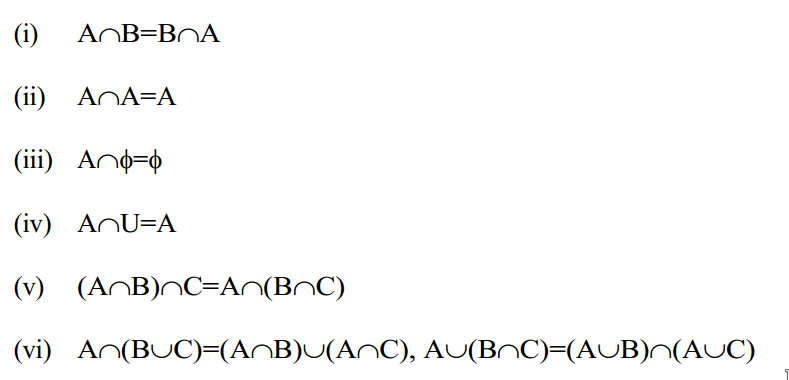 (i) A∩B=B∩A
(ii) A∩A=A
(iii) A∩ϕ=ϕ
(iv) A∩U=A
(v) (A∩B)∩C=A∩(B∩C)
(vi) A∩(B∪C)=(A∩B)∪(A∩C), A∪(B∩C)=(A∪B)∩(A∪C)